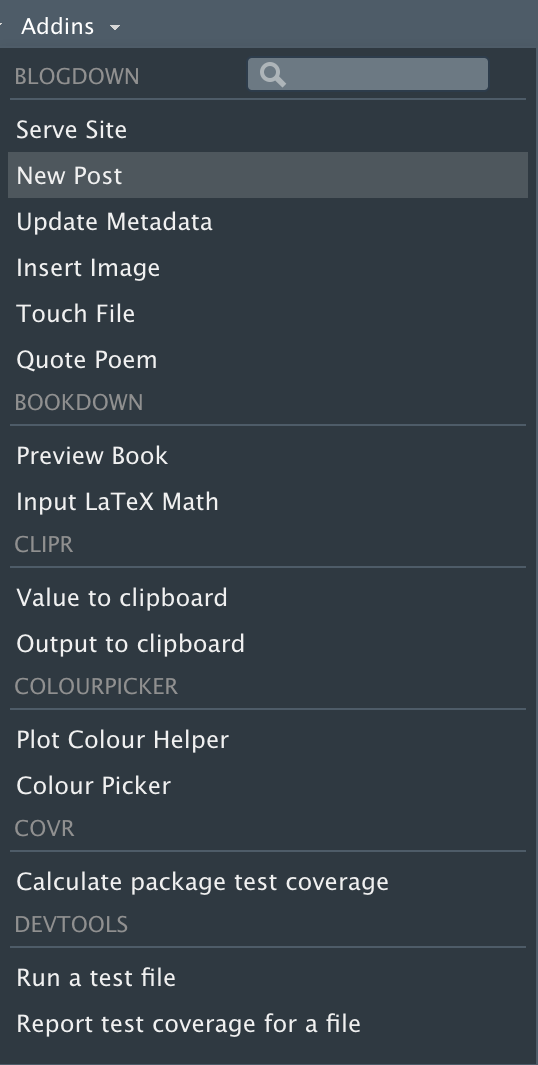 Addins
BLOGDOWN
Serve Site
New Post
Update Metadata
Insert Image
Touch File
Quote Poem
BOOKDOWN
Preview Book
Input LaTeX Math
CLIPR
Value to clipboard
Output to clipboard
COLOURPICKER
Plot Colour Helper
Colour Picker
COVR
Calculate package test coverage
DEVTOOLS
Run a test file
Report test coverage for a file